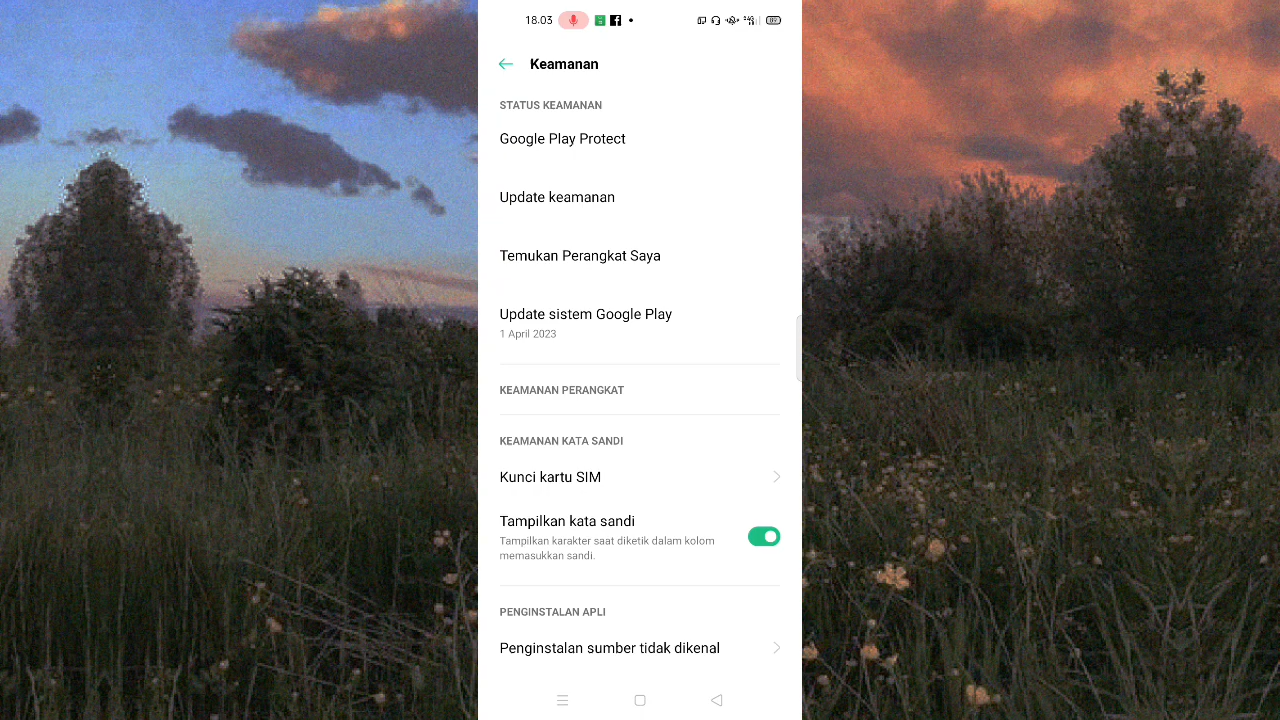 18.03
Keamanan
STATUS KEAMANAN
Google Play Protect
Update keamanan
Temukan Perangkat Saya
Update sistem Google Play
1 April 2023
KEAMANAN PERANGKAT
KEAMANAN KATA SANDI
Kunci kartu SIM
Tampilkan kata sandi
Tampilkan karakter saat diketik dalam kolom
memasukkan sandi.
PENGINSTALAN APLI
Penginstalan sumber tidak dikenal